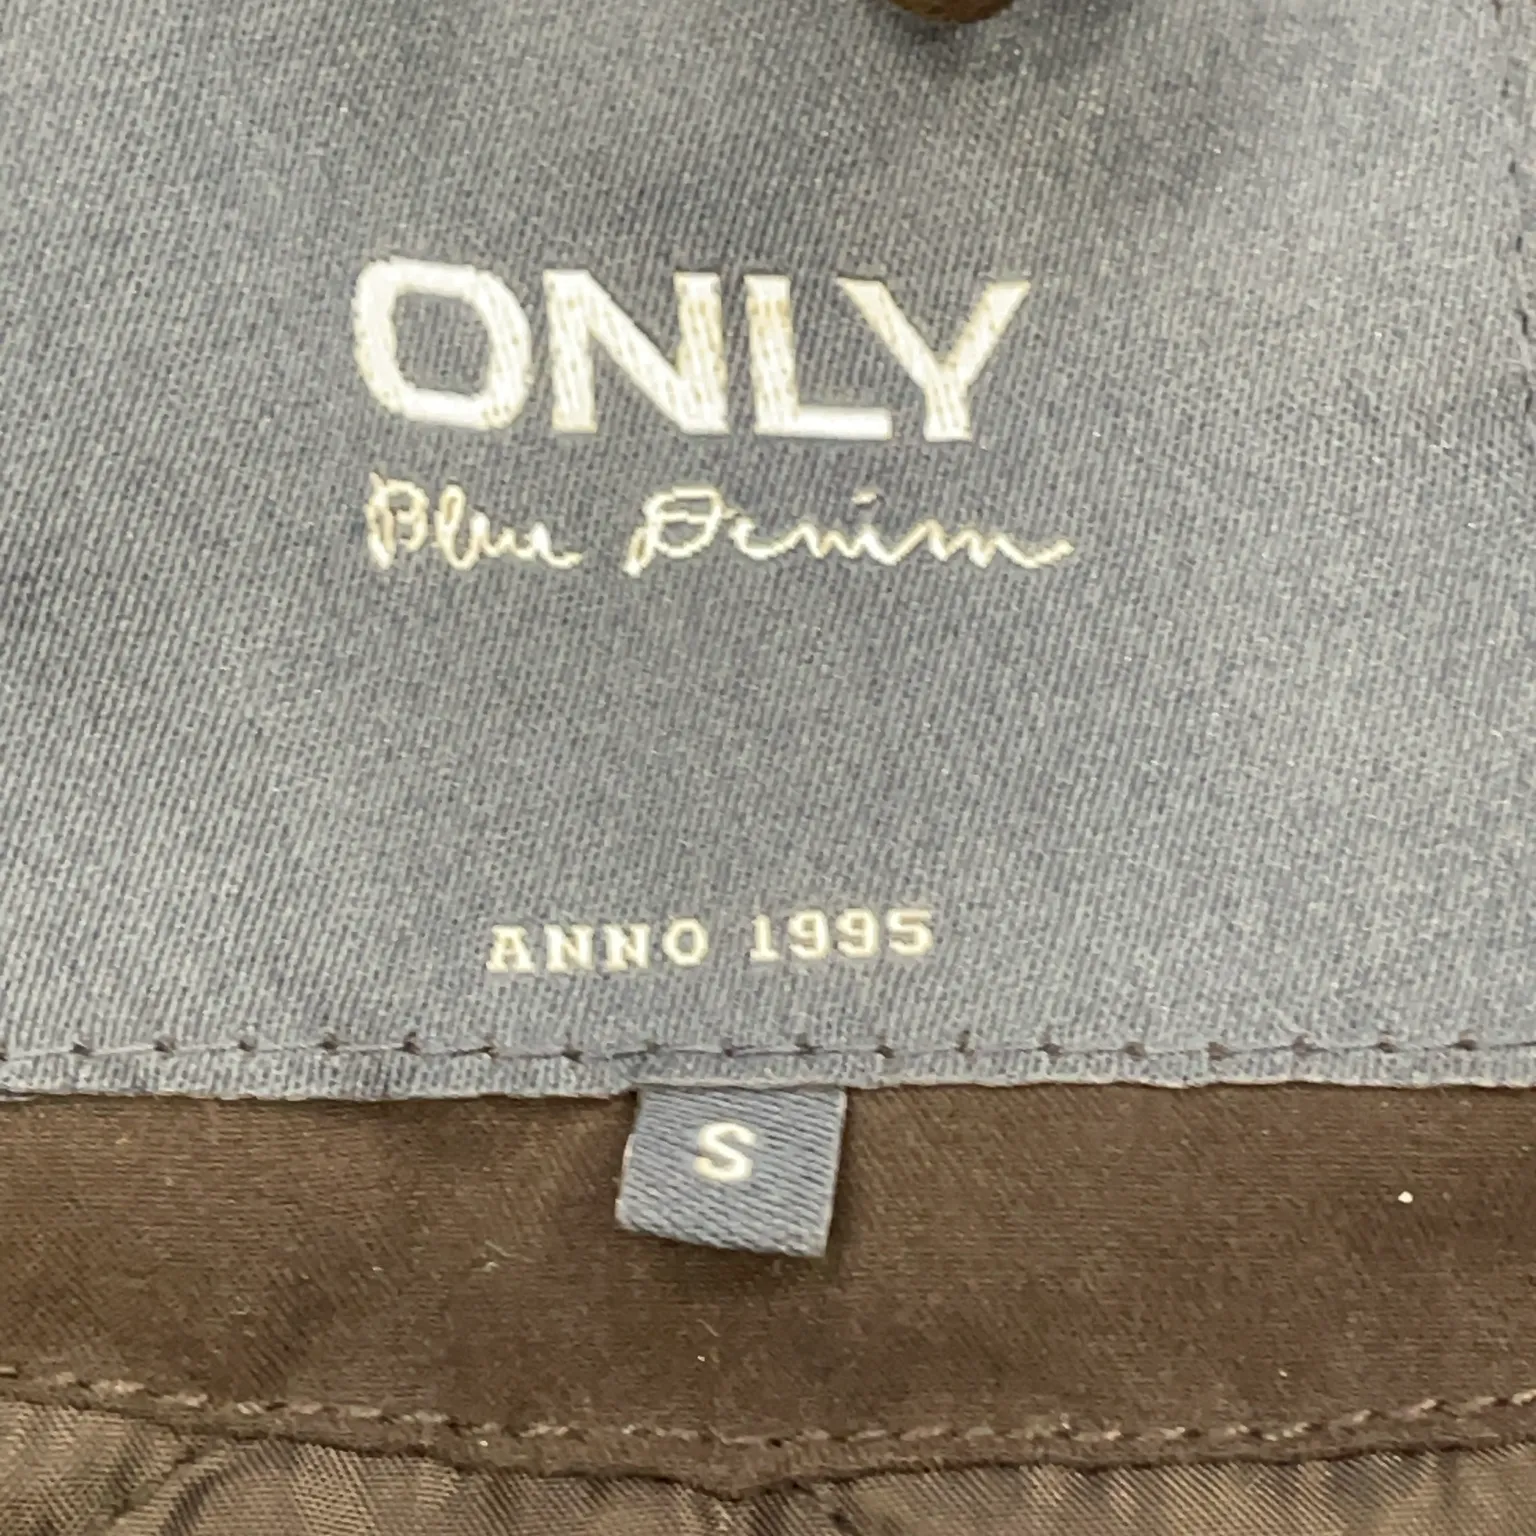 ONLY
Blue Denim
ANNO 1995
S